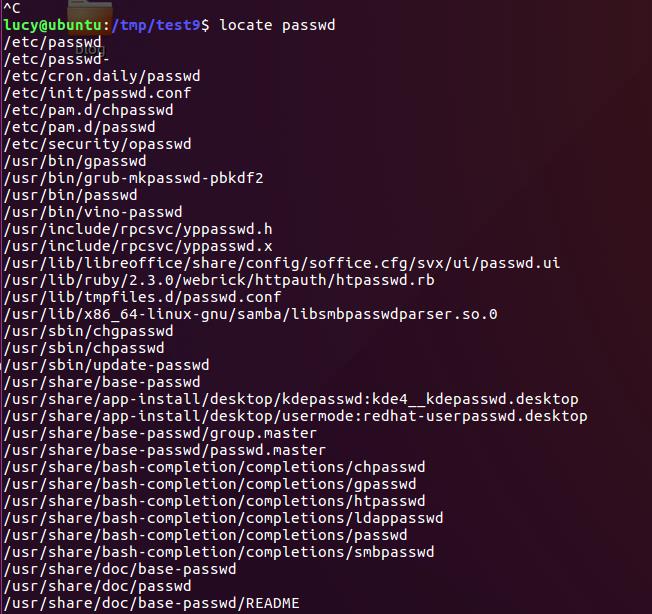 ^C
lucy@ubuntu:/tmp/test9$ locate passwd
/etc/passwd
blog
/etc/passwd-
/etc/cron.daily/passwd
/etc/init/passwd.conf
/etc/pam.d/chpasswd
/etc/pam.d/passwd
/etc/security/opasswd
/usr/bin/gpasswd
/usr/bin/grub-mkpasswd-pbkdf2
/usr/bin/passwd
/usr/bin/vino-passwd
/usr/include/rpcsvc/yppasswd.h
/usr/include/rpcsvc/yppasswd.x
/usr/lib/libreoffice/share/config/soffice.cfg/svx/ui/passwd.ui
/usr/lib/ruby/2.3.0/webrick/httpauth/htpasswd.rb
/usr/lib/tmpfiles.d/passwd.conf
/usr/lib/x86_64-linux-gnu/samba/libsmbpasswdparser.so.0
/usr/sbin/chgpasswd
/usr/sbin/chpasswd
/usr/sbin/update-passwd
/usr/share/base-passwd
/usr/share/app-install/desktop/kdepasswd:kde4__kdepasswd.desktop
/usr/share/app-install/desktop/usermode:redhat-userpasswd.desktop
/usr/share/base-passwd/group.master
/usr/share/base-passwd/passwd.master
/usr/share/bash-completion/completions/chpasswd
/usr/share/bash-completion/completions/gpasswd
/usr/share/bash-completion/completions/htpasswd
/usr/share/bash-completion/completions/ldappasswd
/usr/share/bash-completion/completions/passwd
/usr/share/bash-completion/completions/smbpasswd
/usr/share/doc/base-passwd
/usr/share/doc/passwd
/usr/share/doc/base-passwd/README